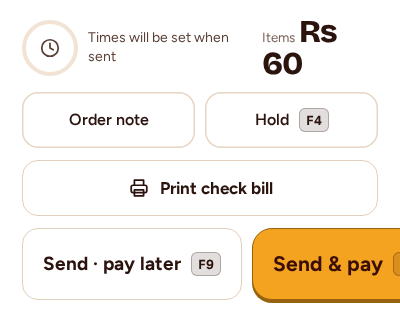 Times will be set when
sent
Items Rs
60
Order note
Hold F4
Print check bill
Send · pay later F9
Send & pay